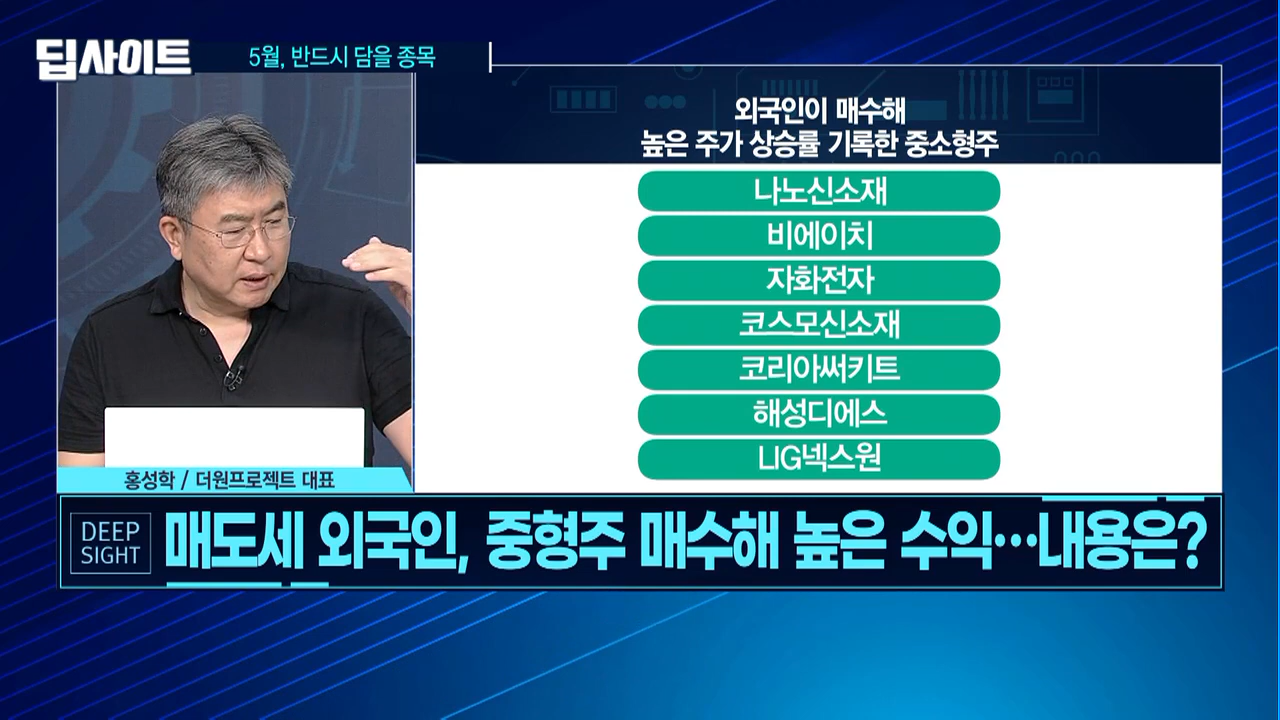 딥사이트
5월, 반드시 담을 종목
외국인이 매수해
높은 주가 상승률 기록한 중소형주
나노신소재
비에이치
자화전자
코스모신소재
코리아써키트
해성디에스
LIG넥스원
홍성학 / 더원프로젝트 대표
DEEP
SIGHT
매도세 외국인, 중형주 매수해 높은 수익…내용은?